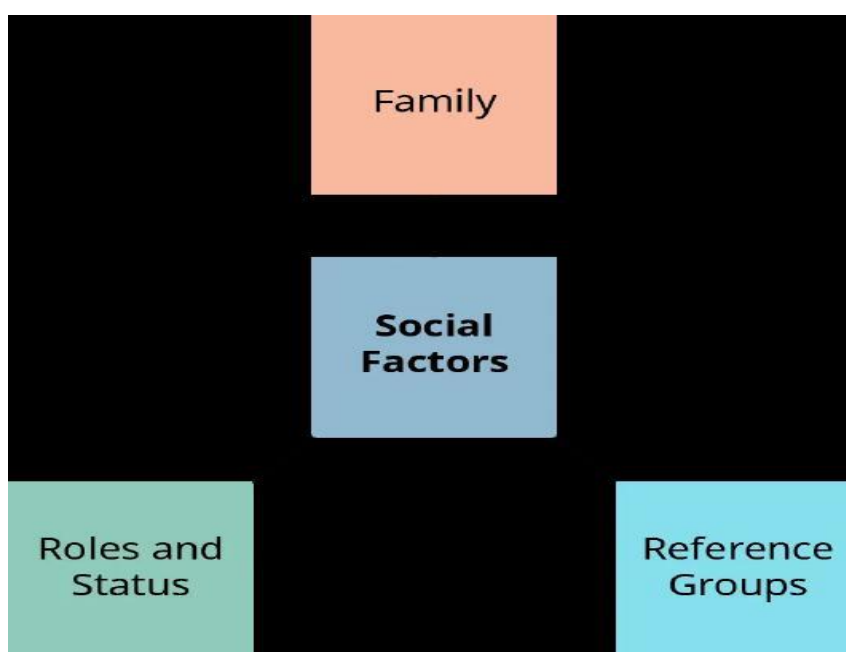 Family
Social
Factors
Roles and
Status
Reference
Groups